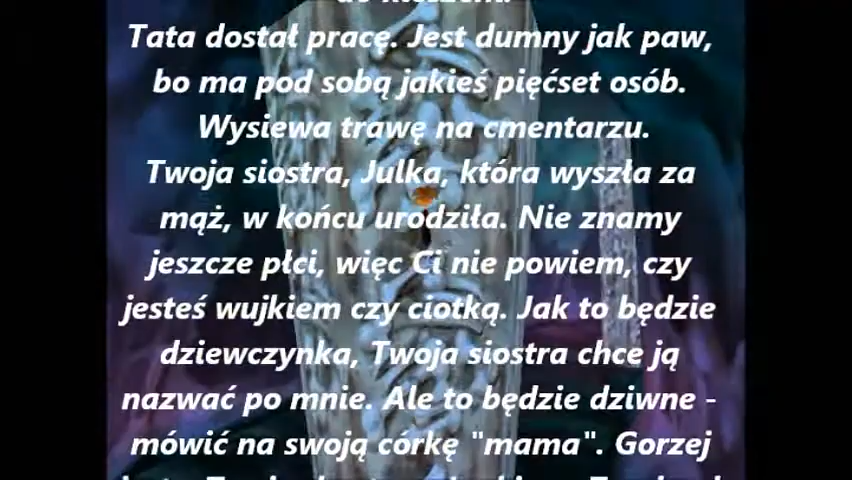 Tata dostał pracę. Jest dumny jak paw,
bo ma pod sobą jakieś pięćset osób.
Wysiewa trawę na cmentarzu.
Twoja siostra, Julka, która wyszła za
mąż, w końcu urodziła. Nie znamy
jeszcze płci, więc Ci nie powiem, czy
jesteś wujkiem czy ciotką. Jak to będzie
dziewczynka, Twoja siostra chce ją
nazwać po mnie. Ale to będzie dziwne -
mówić na swoją córkę "mama". Gorzej